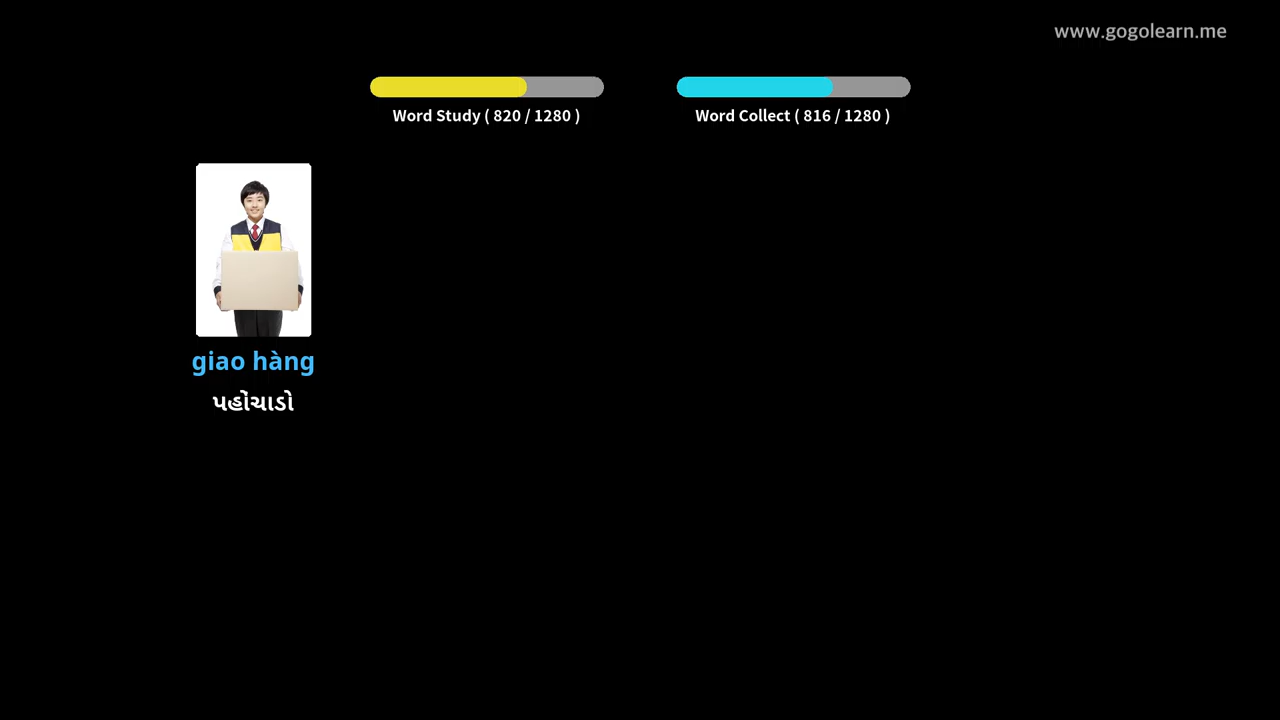 www.gogolearn.me
Word Study ( 820 / 1280 )
Word Collect ( 816 / 1280 )
giao hàng
પહોંચાડો